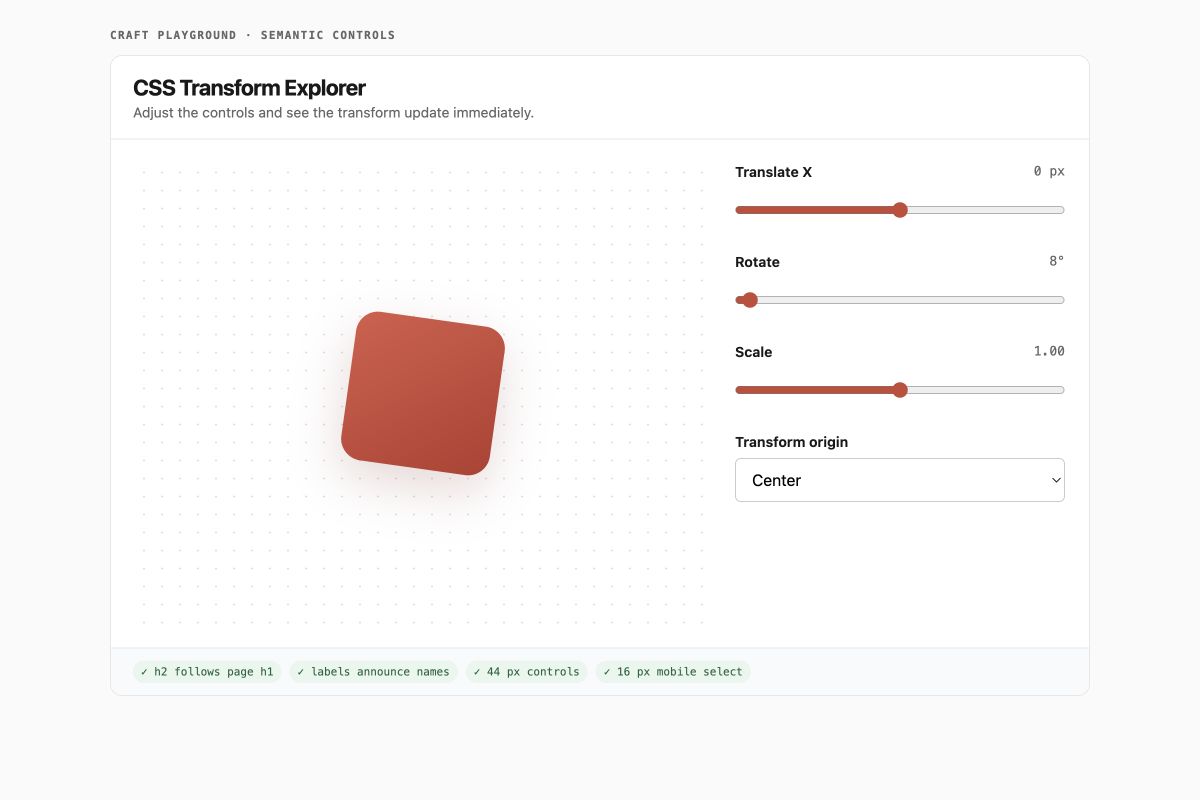 CRAFT PLAYGROUND · SEMANTIC CONTROLS
CSS Transform Explorer
Adjust the controls and see the transform update immediately.
Translate X 0 px
Rotate 8°
Scale 1.00
Transform origin
Center
✓ h2 follows page h1 ✓ labels announce names ✓ 44 px controls ✓ 16 px mobile select